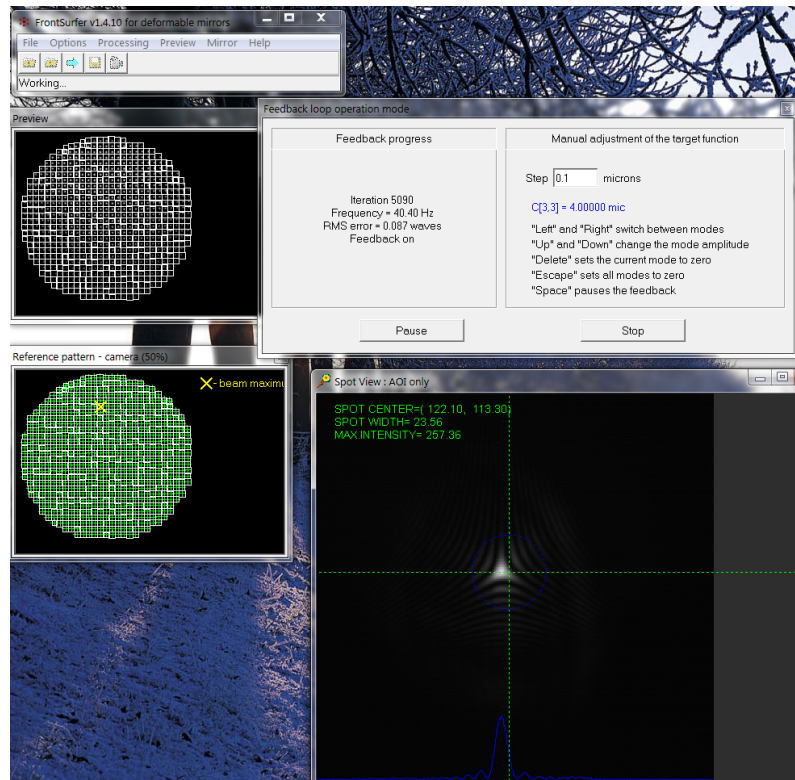 FrontSurfer v1.4.10 for deformable mirrors
File Options Processing Preview Mirror Help
Working...
Preview
Feedback loop operation mode
Feedback progress
Iteration 5090
Frequency = 40.40 Hz
RMS error = 0.087 waves
Feedback on
Manual adjustment of the target function
Step 0.1 microns
C[3,3] = 4.00000 mic
"Left" and "Right" switch between modes
"Up" and "Down" change the mode amplitude
"Delete" sets the current mode to zero
"Escape" sets all modes to zero
"Space" pauses the feedback
Pause
Stop
Reference pattern - camera (50%)
- beam maximu
Spot View : AOI only
SPOT CENTER=( 122.10, 113.30)
SPOT WIDTH= 23.56
MAX.INTENSITY= 257.36